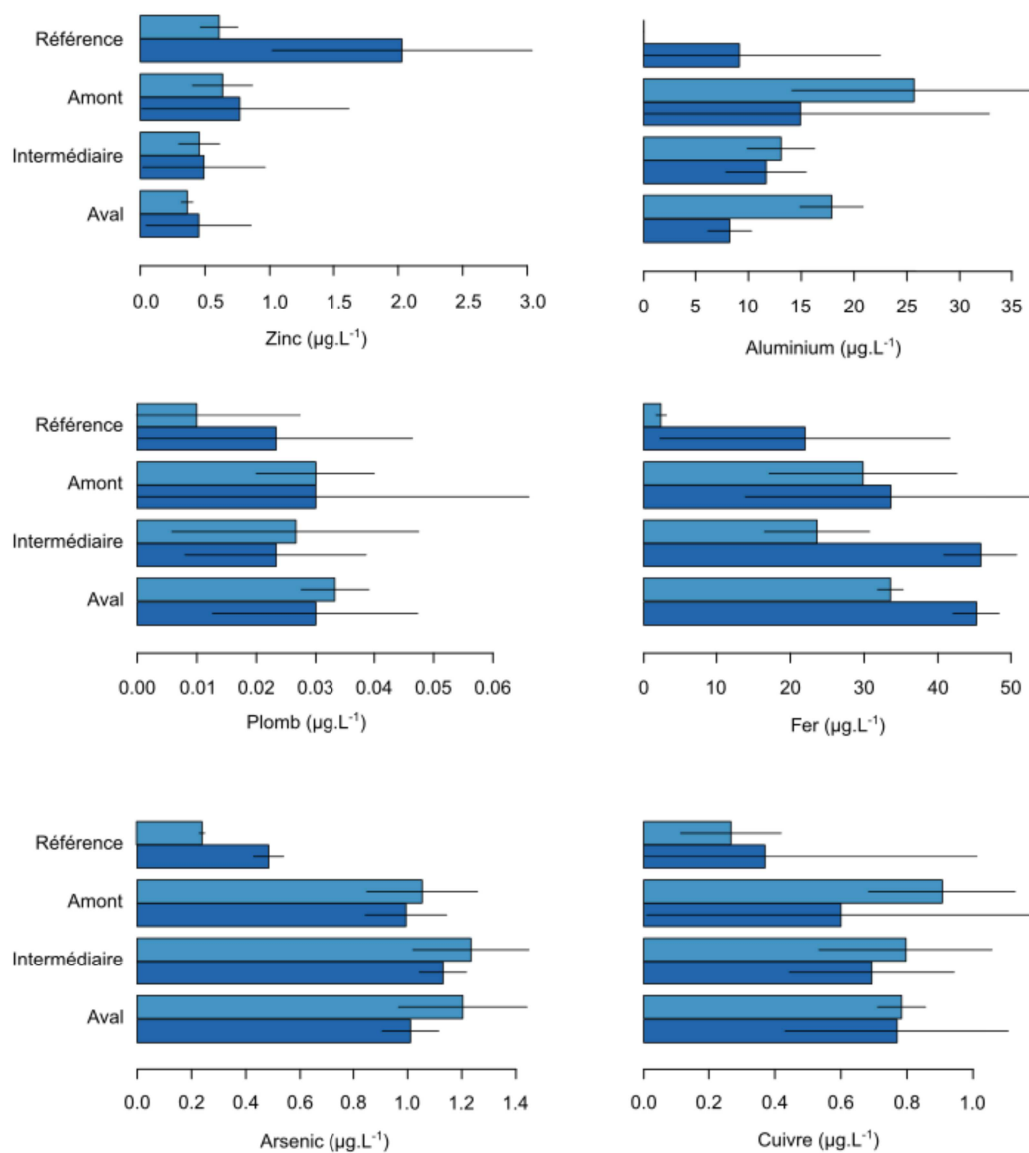 Référence
Amont
Intermédiaire
Aval
0.0 0.5 1.0 1.5 2.0 2.5 3.0
Zinc (µg.L-1)
0 5 10 15 20 25 30 35
Aluminium (µg.L-1)
Référence
Amont
Intermédiaire
Aval
0.00 0.01 0.02 0.03 0.04 0.05 0.06
Plomb (µg.L-1)
0 10 20 30 40 50
Fer (µg.L-1)
Référence
Amont
Intermédiaire
Aval
0.0 0.2 0.4 0.6 0.8 1.0 1.2 1.4
Arsenic (µg.L-1)
0.0 0.2 0.4 0.6 0.8 1.0
Cuivre (µg.L-1)